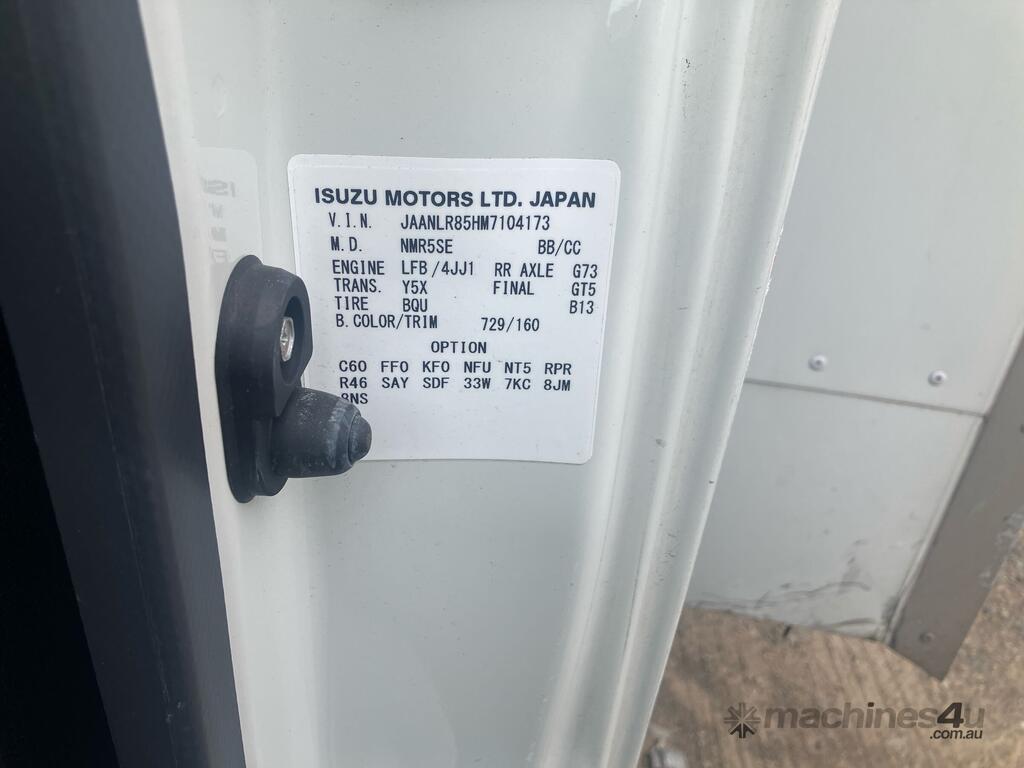 ISUZU MOTORS LTD. JAPAN
V.I.N. JAANLR85HM7104173
M.D. NMR5SE BB/CC
ENGINE LFB/4JJ1 RR AXLE G73
TRANS. Y5X FINAL GT5
TIRE BQU B13
B.COLOR/TRIM 729/160
OPTION
C60 FFO KFO NFU NT5 RPR
R46 SAY SDF 33W 7KC 8JM
8NS
machines4u
.com.au